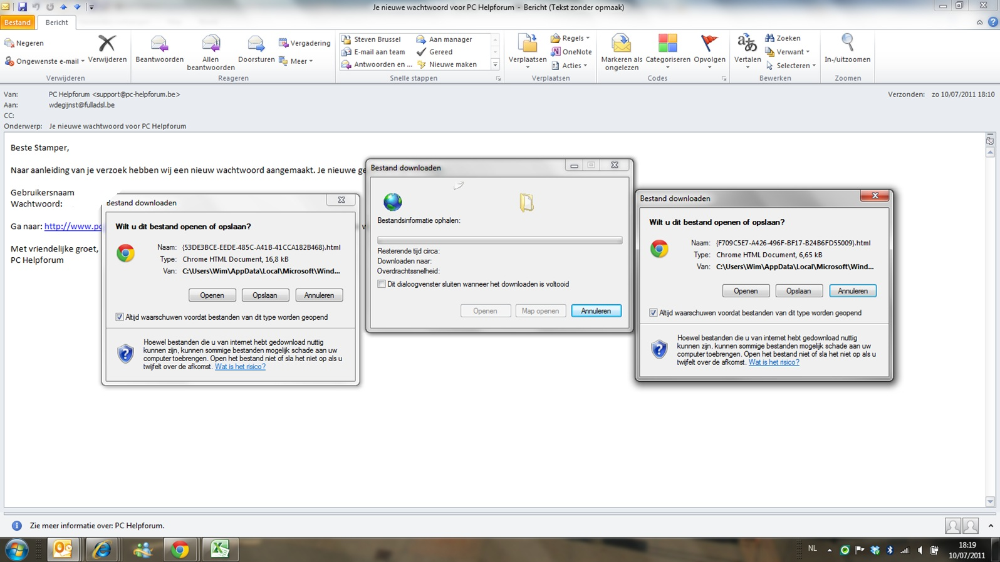 Je nieuwe wachtwoord voor PC Helpforum - Bericht (Tekst zonder opmaak)
Bestand
Bericht
Negeren
Ongewenste e-mail
Verwijderen
Verwijderen
Beantwoorden
Allen beantwoorden
Doorsturen
Vergadering
Meer
Reageren
Steven Brussel
E-mail aan team
Antwoorden en ...
Aan manager
Gereed
Nieuwe maken
Snelle stappen
Verplaatsen
Regels
OneNote
Acties
Verplaatsen
Markeren als ongelezen
Categoriseren
Opvolgen
Codes
Vertalen
Zoeken
Verwant
Selecteren
Bewerken
In-/uitzoomen
Zoomen
Van: PC Helpforum <support@pc-helpforum.be>
Verzonden: zo 10/07/2011 18:10
Aan: wdegijnst@fulladsl.be
CC:
Onderwerp: Je nieuwe wachtwoord voor PC Helpforum
Beste Stamper,
Naar aanleiding van je verzoek hebben wij een nieuw wachtwoord aangemaakt. Je nieuwe ge
Gebruikersnaam
Wachtwoord:
Ga naar: http://www.pc
Met vriendelijke groet,
PC Helpforum
Bestand downloaden
Wilt u dit bestand openen of opslaan?
Naam: {53DE3BCE-EEDE-485C-A41B-41CCA182B468}.html
Type: Chrome HTML Document, 16,8 kB
Van: C:\Users\Wim\AppData\Local\Microsoft\Wind...
Openen
Opslaan
Annuleren
Altijd waarschuwen voordat bestanden van dit type worden geopend
Hoewel bestanden die u van internet hebt gedownload nuttig
kunnen zijn, kunnen sommige bestanden mogelijk schade aan uw
computer toebrengen. Open het bestand niet of sla het niet op als u
twijfelt over de afkomst. Wat is het risico?
Bestand downloaden
Bestandsinformatie ophalen:
Resterende tijd circa:
Downloaden naar:
Overdrachtssnelheid:
Dit dialoogvenster sluiten wanneer het downloaden is voltooid
Openen
Map openen
Annuleren
Bestand downloaden
Wilt u dit bestand openen of opslaan?
Naam: {F709C5E7-A426-496F-BF17-B24B6FD55009}.html
Type: Chrome HTML Document, 6,65 kB
Van: C:\Users\Wim\AppData\Local\Microsoft\Wind...
Openen
Opslaan
Annuleren
Altijd waarschuwen voordat bestanden van dit type worden geopend
Hoewel bestanden die u van internet hebt gedownload nuttig
kunnen zijn, kunnen sommige bestanden mogelijk schade aan uw
computer toebrengen. Open het bestand niet of sla het niet op als u
twijfelt over de afkomst. Wat is het risico?
Zie meer informatie over: PC Helpforum.
NL
18:19
10/07/2011